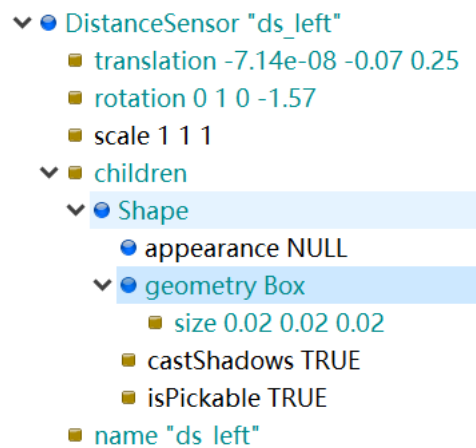 DistanceSensor "ds_left"
translation -7.14e-08 -0.07 0.25
rotation 0 1 0 -1.57
scale 1 1 1
children
Shape
appearance NULL
geometry Box
size 0.02 0.02 0.02
castShadows TRUE
isPickable TRUE
name "ds_left"